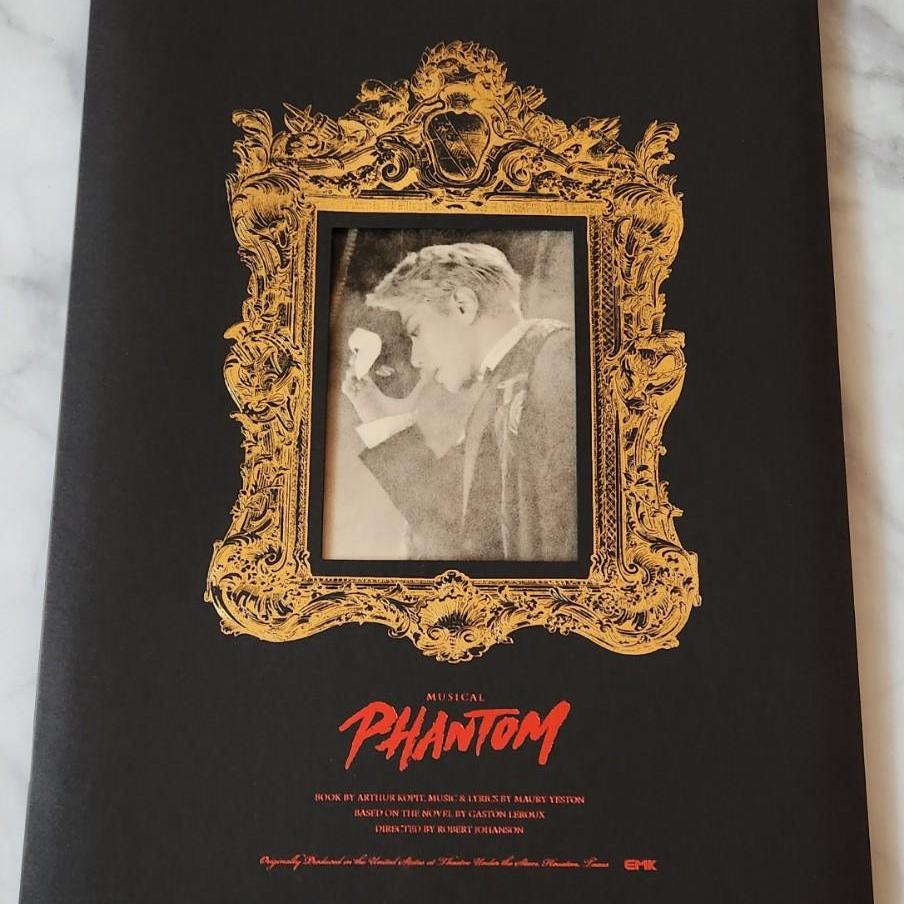 MUSICAL
PHANTOM
BOOK BY ARTHUR KOPIT, MUSIC & LYRICS BY MAURY YESTON
BASED ON THE NOVEL BY GASTON LEROUX
DIRECTED BY ROBERT JOHANSON
Originally Produced in the United States at Theatre Under the Stars, Houston, Texas EMK